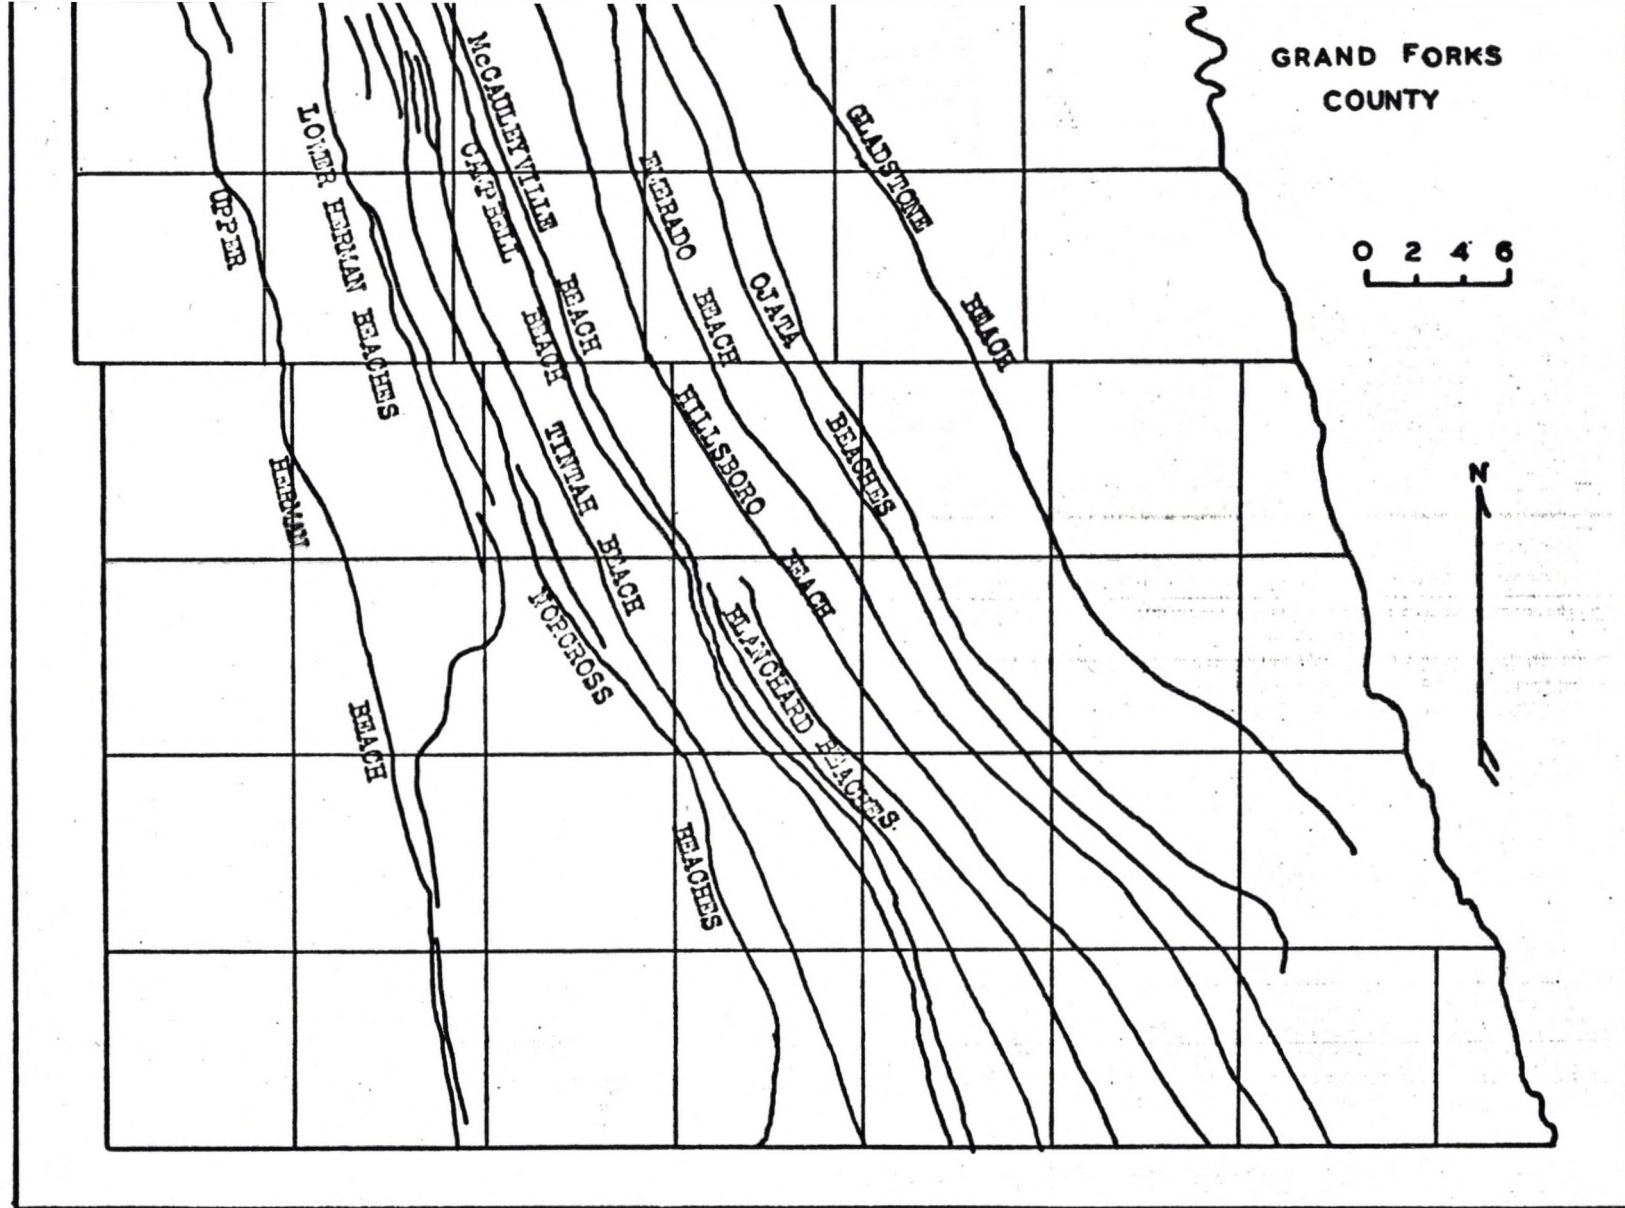 GRAND FORKS
COUNTY
0 2 4 6
N
UPPER
HERMAN
BEACH
LOWER HERMAN BEACHES
McCAULEYVILLE
BEACH
CAMPBELL
BEACH
TINTAH BEACH
NORCROSS
BEACHES
EMERADO
BEACH
HILLSBORO
BEACH
BLANCHARD BEACHES
OJATA
BEACHES
GLADSTONE
BEACH